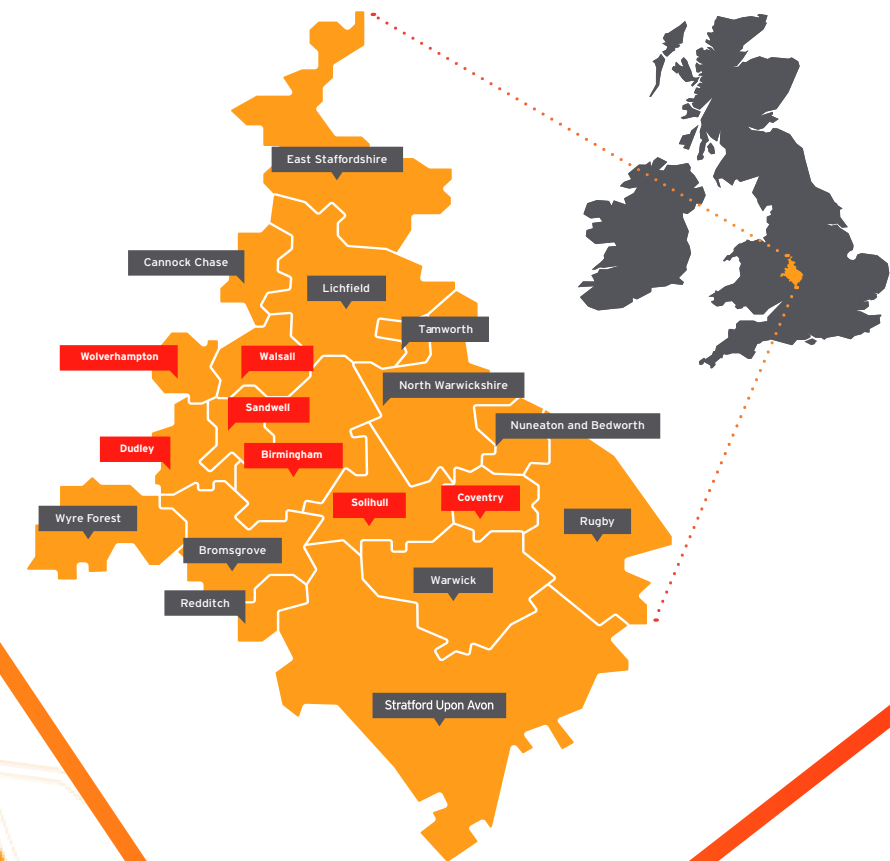 East Staffordshire
Cannock Chase
Lichfield
Tamworth
Wolverhampton
Walsall
North Warwickshire
Sandwell
Nuneaton and Bedworth
Dudley
Birmingham
Solihull
Coventry
Wyre Forest
Rugby
Bromsgrove
Warwick
Redditch
Stratford Upon Avon